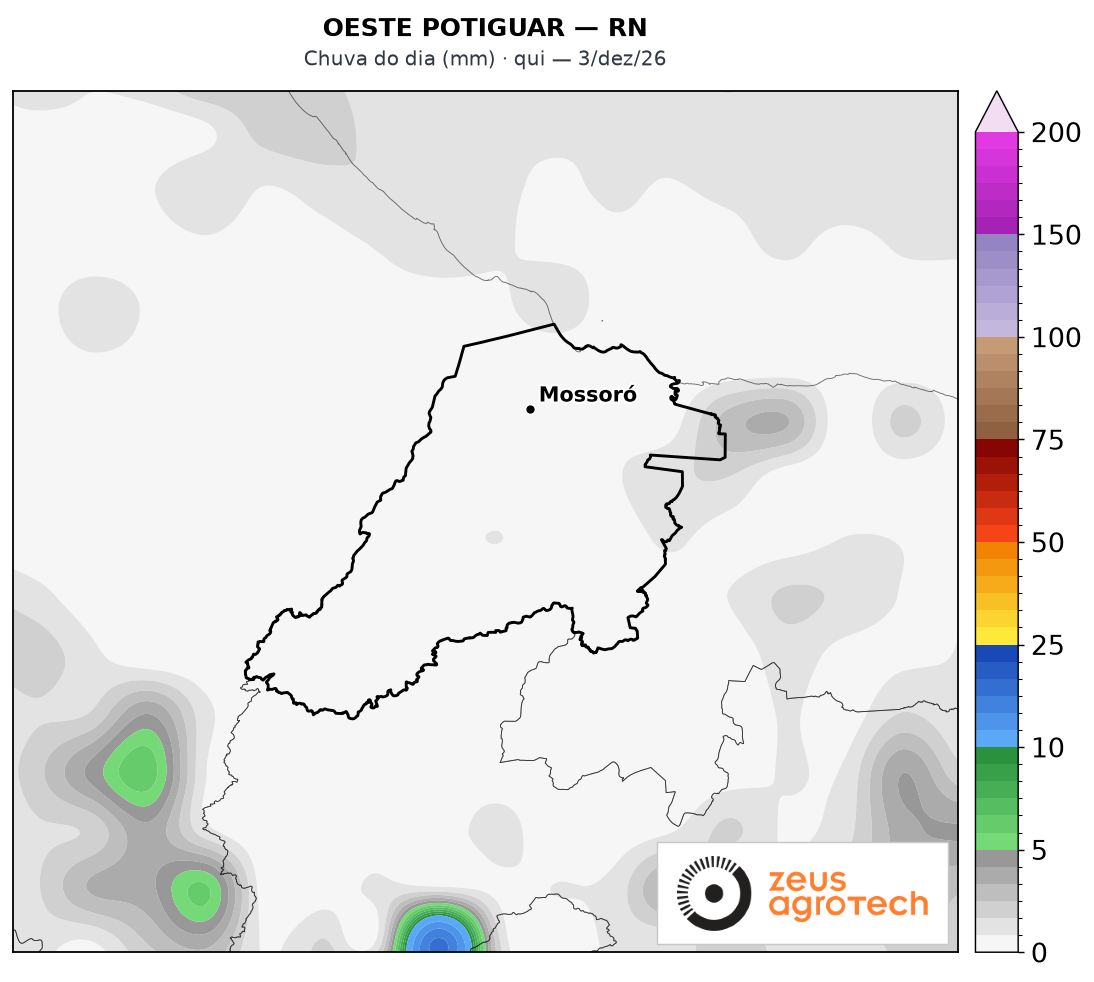 OESTE POTIGUAR — RN
Chuva do dia (mm) · qui — 3/dez/26
200
150
100
75
50
25
10
5
0
Mossoró
zeus
agrotech